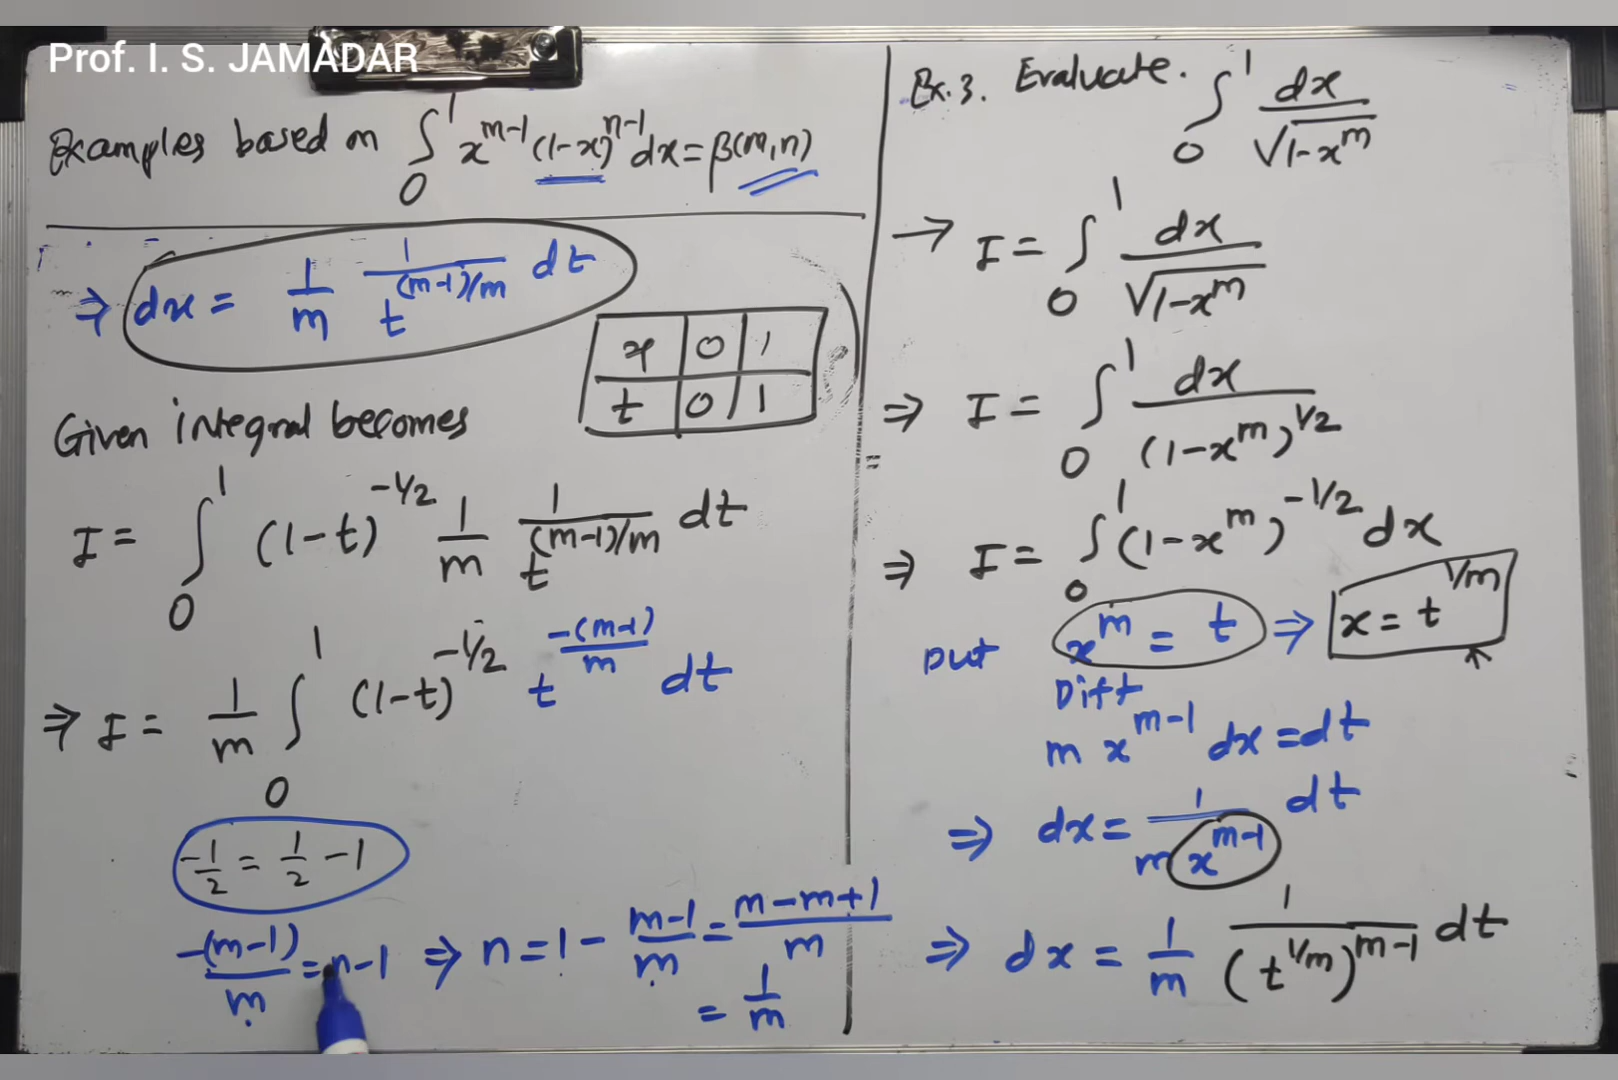 Prof. I. S. JAMADAR
Examples based on ∫₀¹ x^(m-1) (1-x)^(n-1) dx = β(m,n)
⇒ dx = 1/m 1/t^((m-1)/m) dt
x | 0 | 1
t | 0 | 1
Given integral becomes
I = ∫₀¹ (1-t)^(-1/2) 1/m 1/t^((m-1)/m) dt
⇒ I = 1/m ∫₀¹ (1-t)^(-1/2) t^(-(m-1)/m) dt
-1/2 = 1/2 - 1
-(m-1)/m = n-1 ⇒ n = 1 - (m-1)/m = (m-m+1)/m
= 1/m
Ex.3. Evaluate. ∫₀¹ dx/√(1-x^m)
→ I = ∫₀¹ dx/√(1-x^m)
⇒ I = ∫₀¹ dx/(1-x^m)^(1/2)
⇒ I = ∫₀¹ (1-x^m)^(-1/2) dx
put x^m = t ⇒ x = t^(1/m)
Diff
m x^(m-1) dx = dt
⇒ dx = 1/(m x^(m-1)) dt
⇒ dx = 1/m 1/(t^(1/m))^(m-1) dt